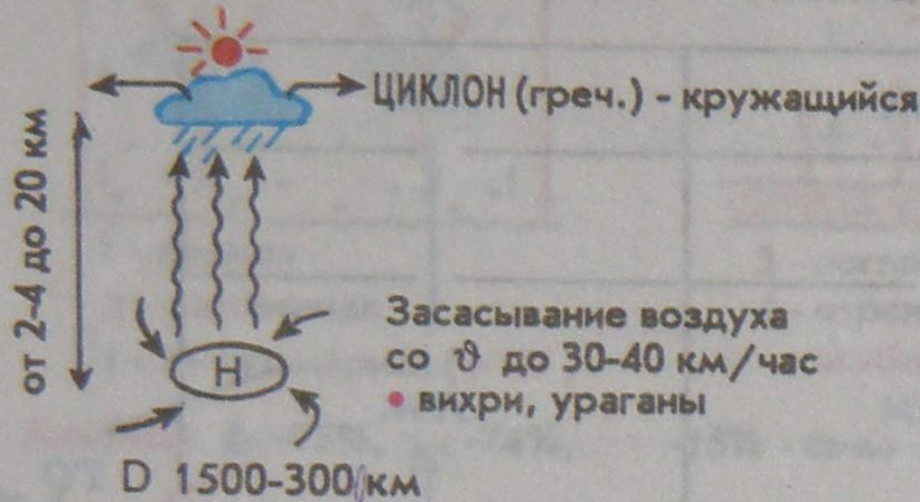 ЦИКЛОН (греч.) - кружащийся
от 2-4 до 20 км
Засасывание воздуха
со ϑ до 30-40 км/час
• вихри, ураганы
Н
D 1500-300 км